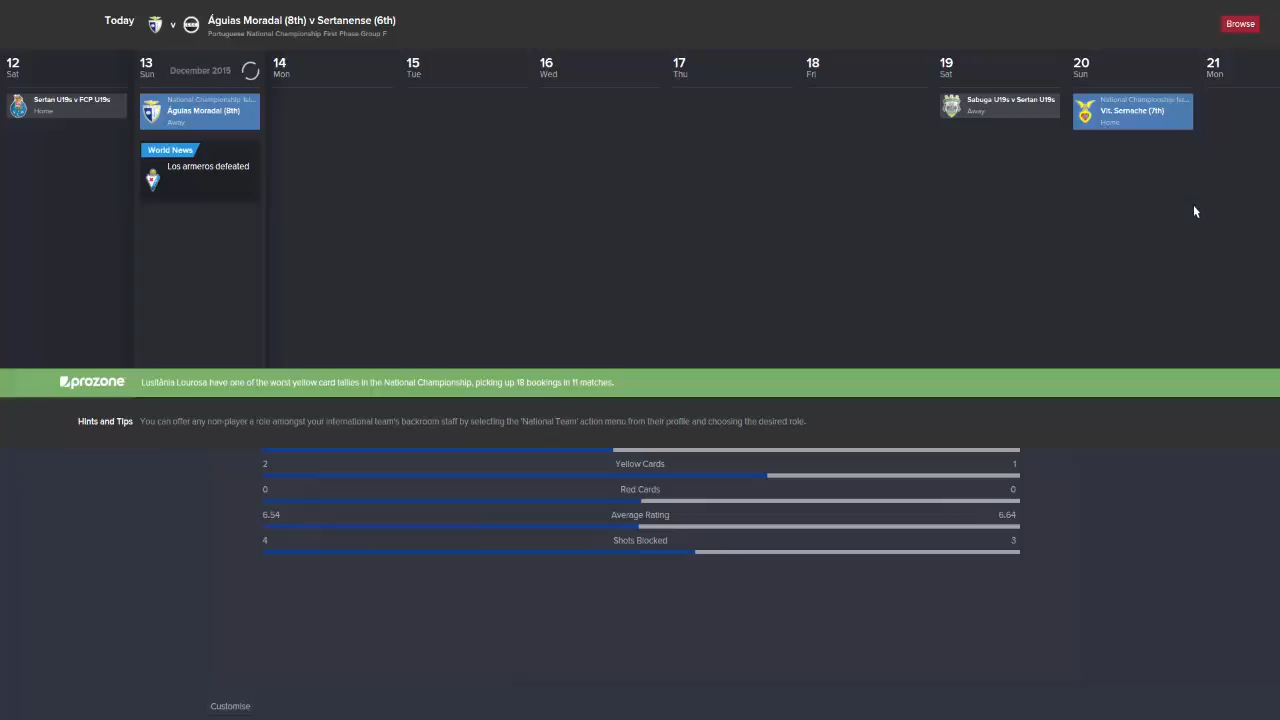 Today
v
Águias Moradal (8th) v Sertanense (6th)
Portuguese National Championship First Phase Group F
Browse
12
Sat
13
Sun
December 2015
14
Mon
15
Tue
16
Wed
17
Thu
18
Fri
19
Sat
20
Sun
21
Mon
Sertan U19s v FCP U19s
Home
National Championship 1st...
Águias Moradal (8th)
Away
Sabuga U19s v Sertan U19s
Away
National Championship 1st...
Vit. Sernache (7th)
Home
World News
Los armeros defeated
prozone
Lusitânia Lourosa have one of the worst yellow card tallies in the National Championship, picking up 18 bookings in 11 matches.
Hints and Tips
You can offer any non-player a role amongst your international team's backroom staff by selecting the 'National Team' action menu from their profile and choosing the desired role.
2 Yellow Cards 1
0 Red Cards 0
6.54 Average Rating 6.64
4 Shots Blocked 3
Customise